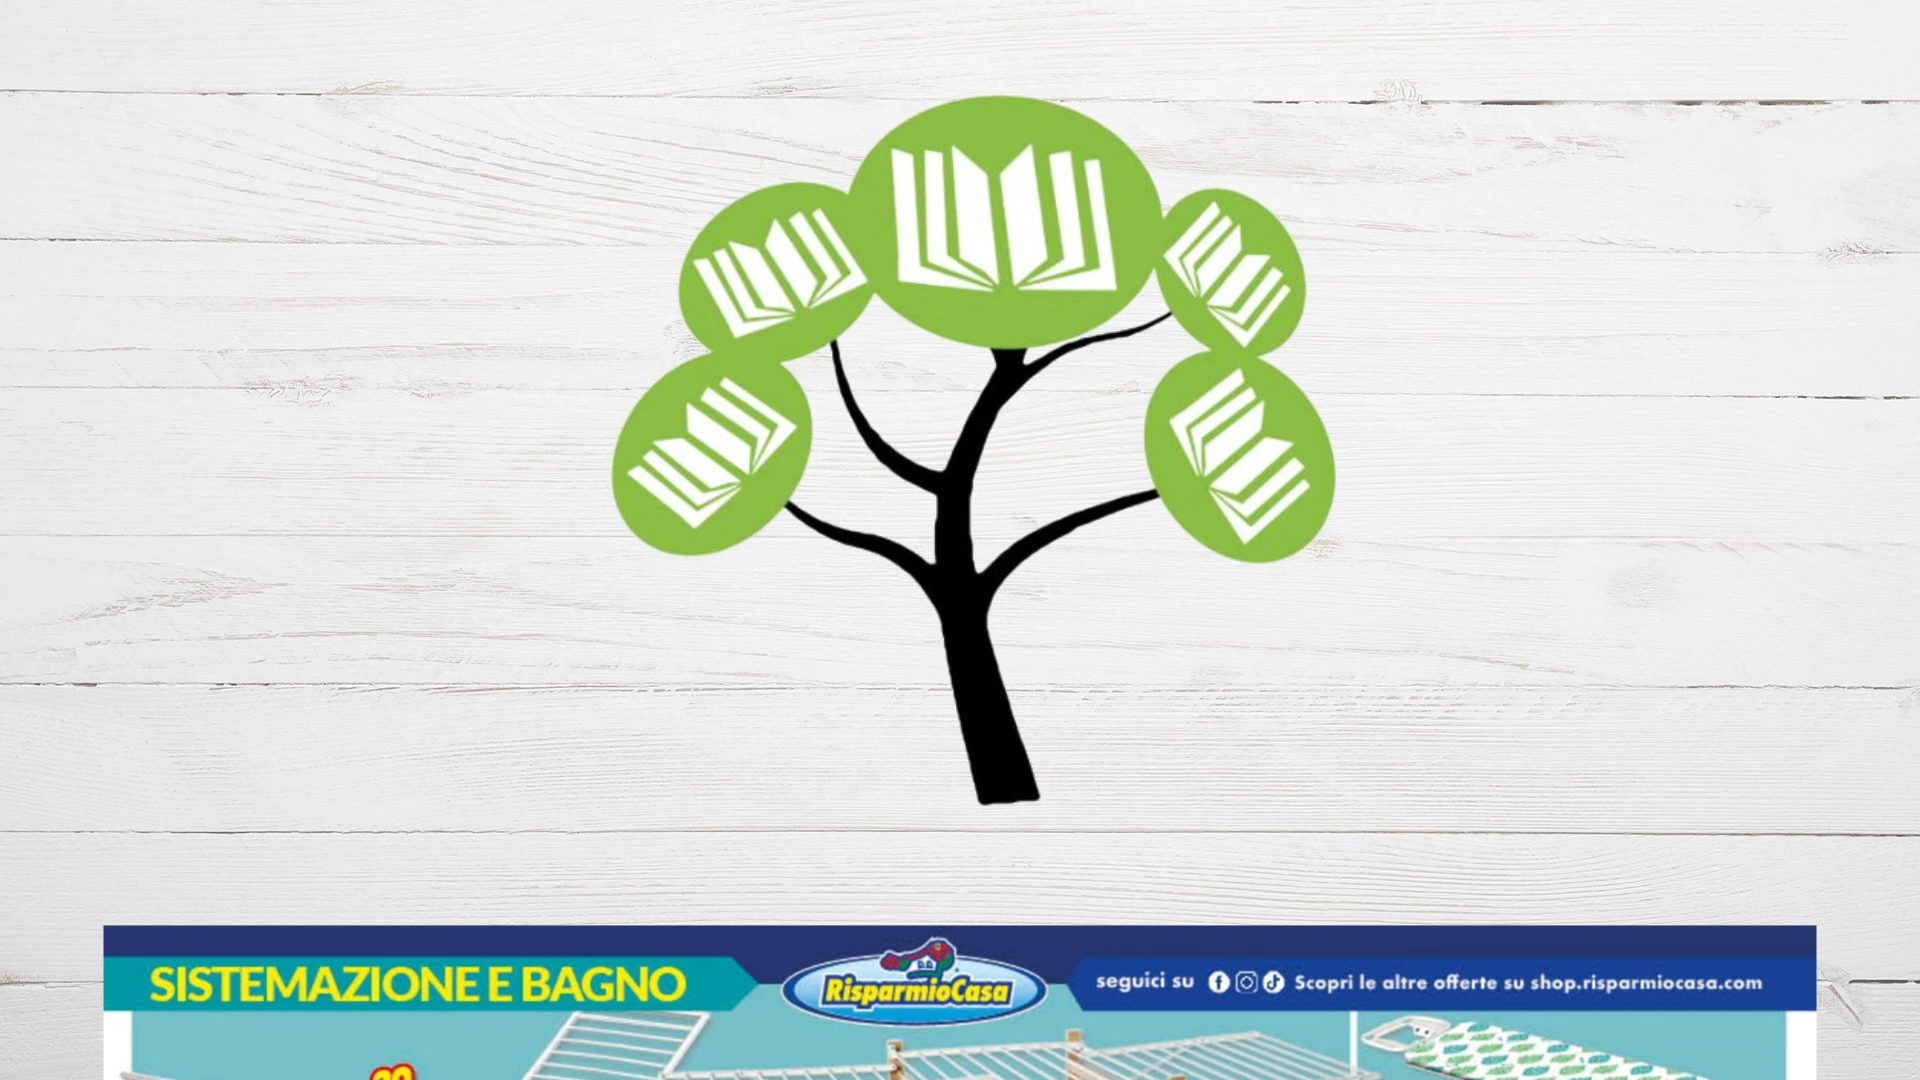 SISTEMAZIONE E BAGNO
RisparmioCasa
seguici su
Scopri le altre offerte su shop.risparmiocasa.com